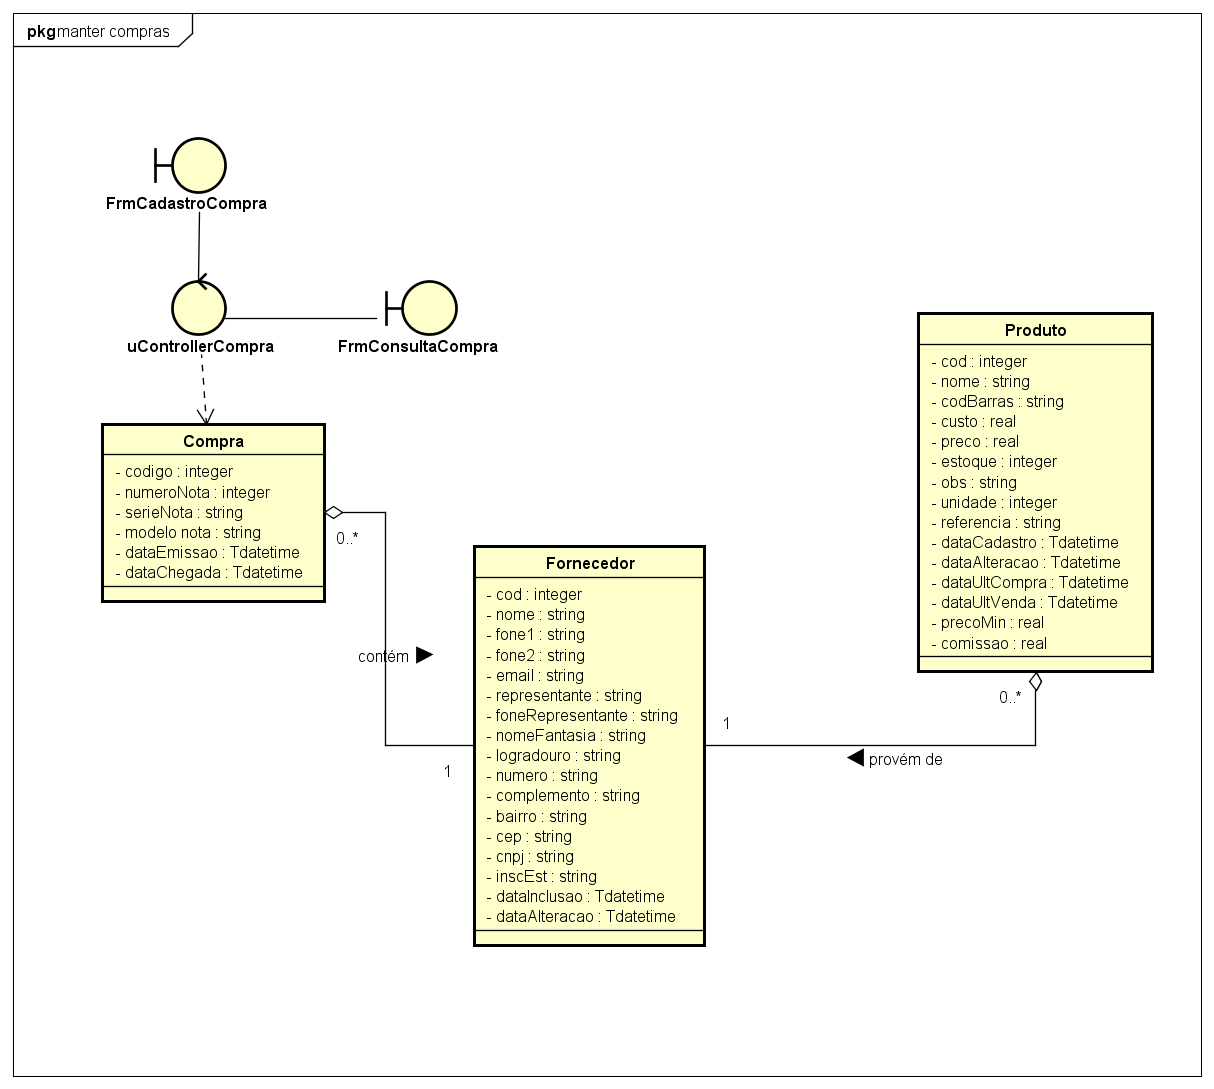 pkg manter compras
FrmCadastroCompra
uControllerCompra
FrmConsultaCompra
Compra
- codigo : integer
- numeroNota : integer
- serieNota : string
- modelo nota : string
- dataEmissao : Tdatetime
- dataChegada : Tdatetime
0..*
contém
1
Fornecedor
- cod : integer
- nome : string
- fone1 : string
- fone2 : string
- email : string
- representante : string
- foneRepresentante : string
- nomeFantasia : string
- logradouro : string
- numero : string
- complemento : string
- bairro : string
- cep : string
- cnpj : string
- inscEst : string
- dataInclusao : Tdatetime
- dataAlteracao : Tdatetime
Produto
- cod : integer
- nome : string
- codBarras : string
- custo : real
- preco : real
- estoque : integer
- obs : string
- unidade : integer
- referencia : string
- dataCadastro : Tdatetime
- dataAlteracao : Tdatetime
- dataUltCompra : Tdatetime
- dataUltVenda : Tdatetime
- precoMin : real
- comissao : real
0..*
1
provém de